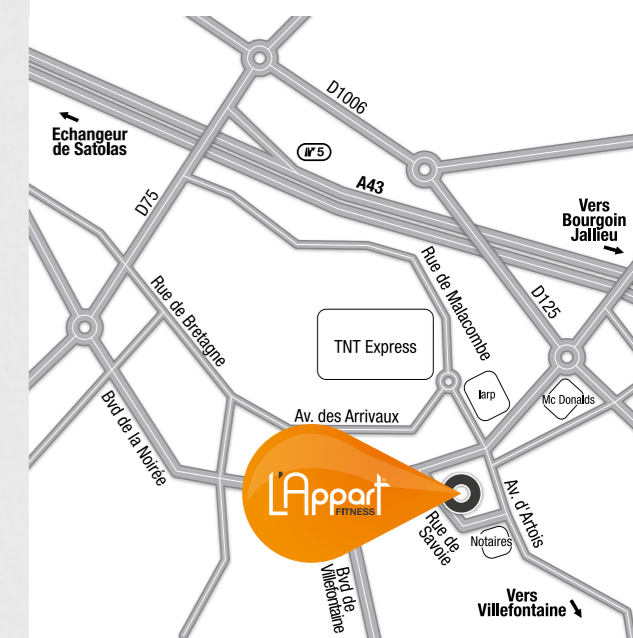 D1006
Echangeur
de Satolas
5
A43
D75
Vers
Bourgoin
Jallieu
Rue de Malacombe
D125
Rue de Bretagne
TNT Express
Iarp
Mc Donalds
Av. des Arrivaux
Bvd de la Noirée
L'Appart
FITNESS
Rue de
Savoie
Av. d'Artois
Notaires
Bvd de
Villefontaine
Vers
Villefontaine